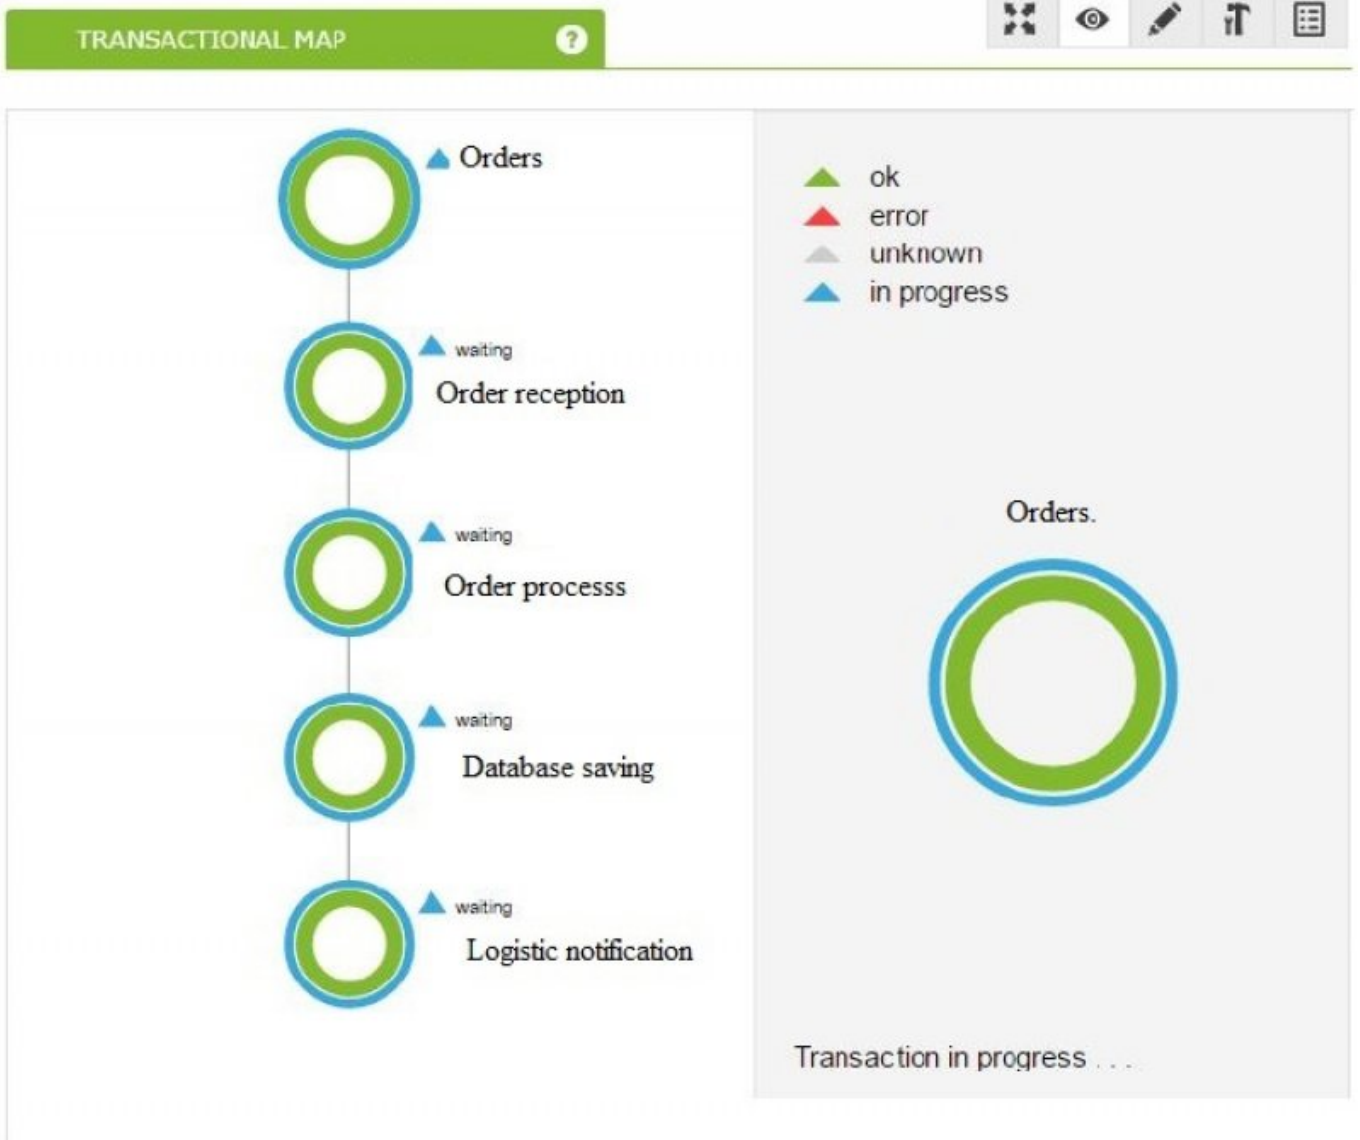 TRANSACTIONAL MAP ?
Orders
waiting
Order reception
waiting
Order processs
waiting
Database saving
waiting
Logistic notification
ok
error
unknown
in progress
Orders.
Transaction in progress . . .